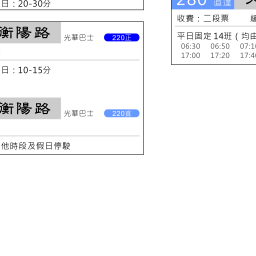 日：20-30分
衡陽路 光華巴士 220正
日：10-15分
衡陽路 光華巴士 220直
他時段及假日停駛
280 直達
收費：二段票
平日固定14班（均由
06:30 06:50 07:10
17:00 17:20 17:40